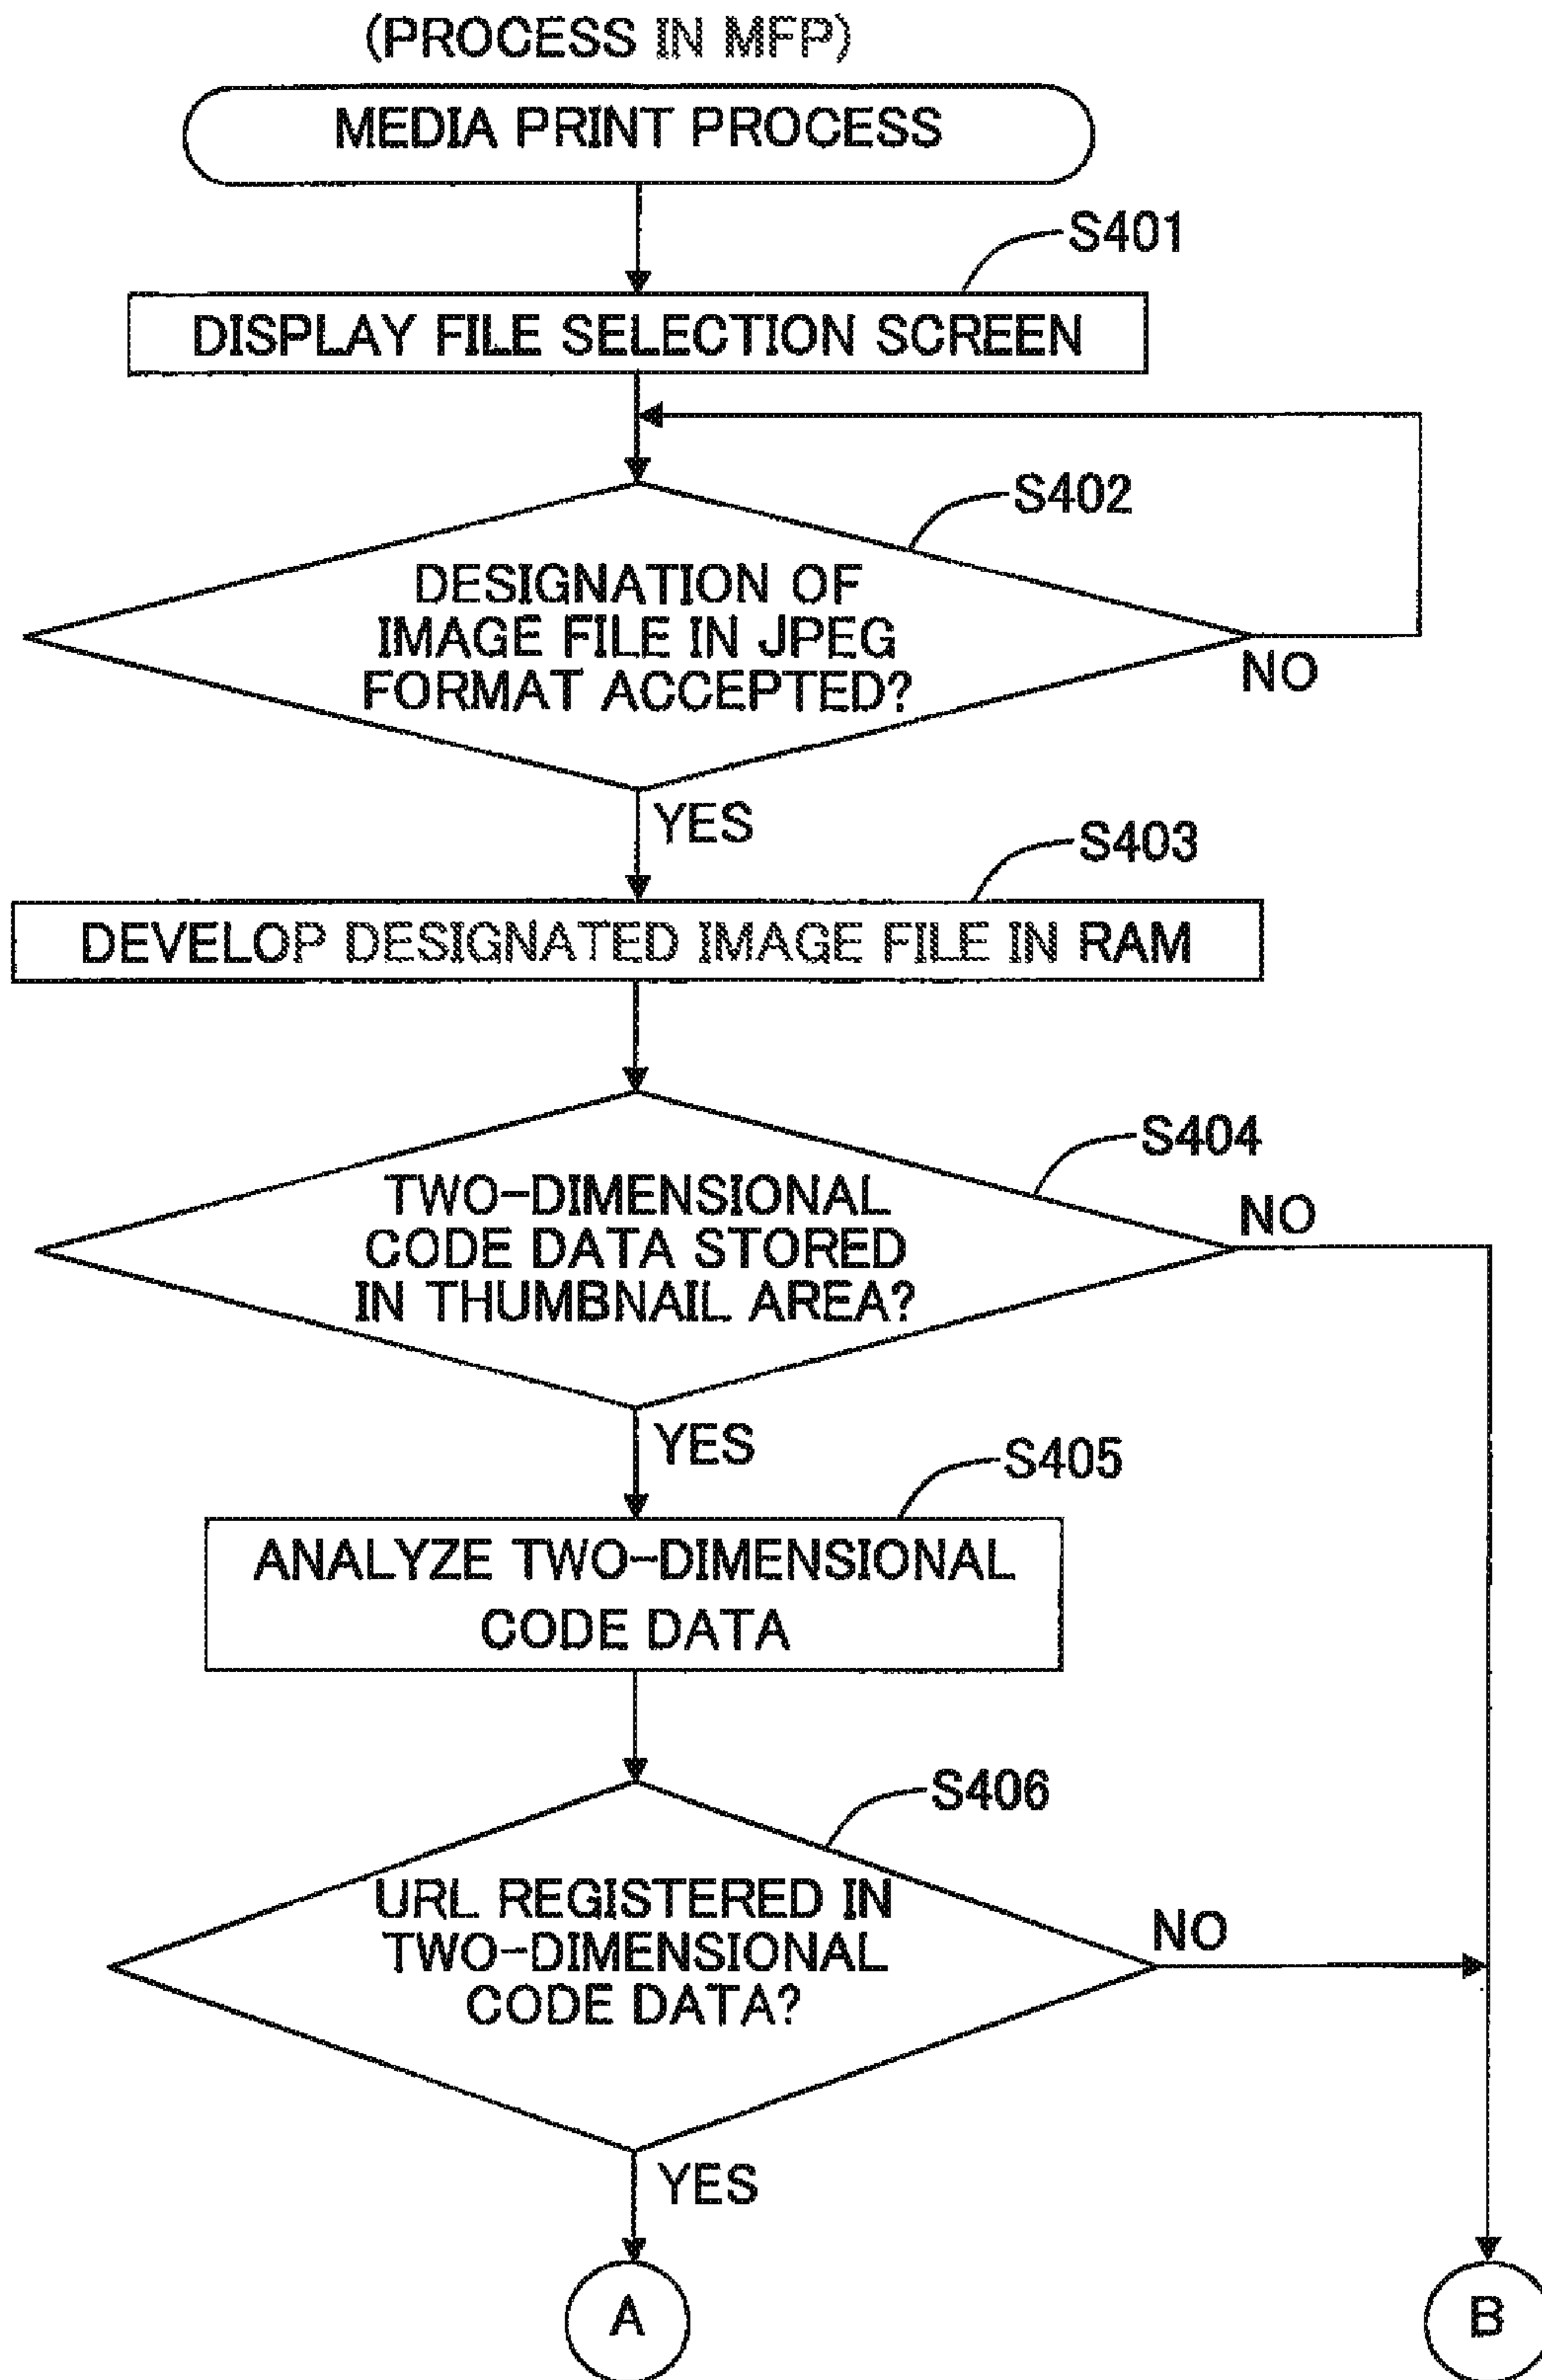 (PROCESS IN MFP)
MEDIA PRINT PROCESS
S401
DISPLAY FILE SELECTION SCREEN
S402
DESIGNATION OF
IMAGE FILE IN JPEG
FORMAT ACCEPTED?
NO
YES
S403
DEVELOP DESIGNATED IMAGE FILE IN RAM
S404
TWO-DIMENSIONAL
CODE DATA STORED
IN THUMBNAIL AREA?
NO
YES
S405
ANALYZE TWO-DIMENSIONAL
CODE DATA
S406
URL REGISTERED IN
TWO-DIMENSIONAL
CODE DATA?
NO
YES
A
B